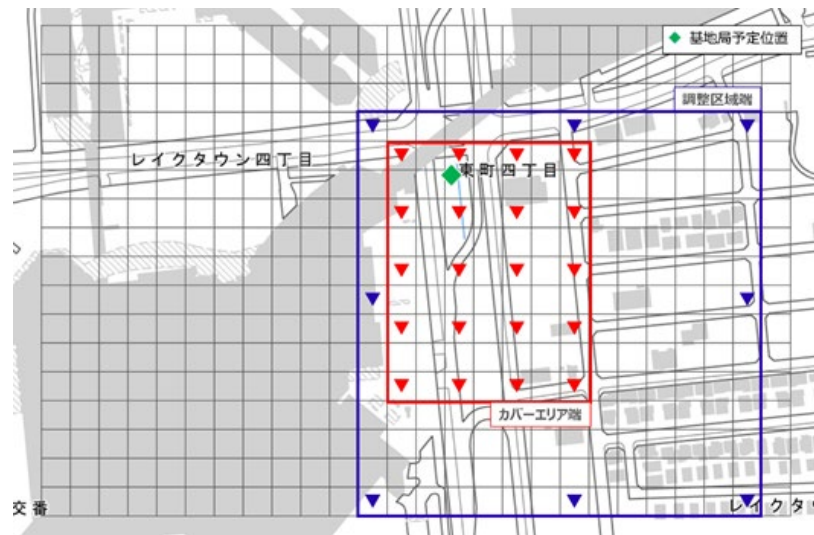 基地局予定位置
調整区域端
レイクタウン四丁目
東町四丁目
カバーエリア端
交番
レイクタウ